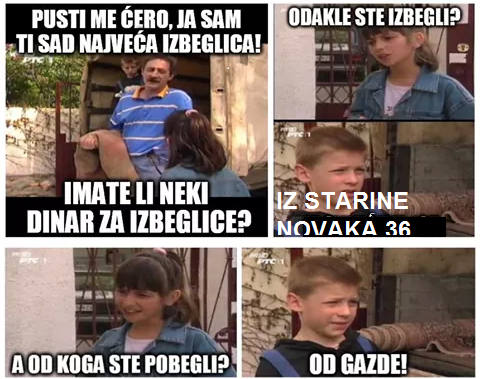 PUSTI ME ĆERO, JA SAM
TI SAD NAJVEĆA IZBEGLICA!
IMATE LI NEKI
DINAR ZA IZBEGLICE?
ODAKLE STE IZBEGLI?
IZ STARINE
NOVAKA 36
A OD KOGA STE POBEGLI?
OD GAZDE!